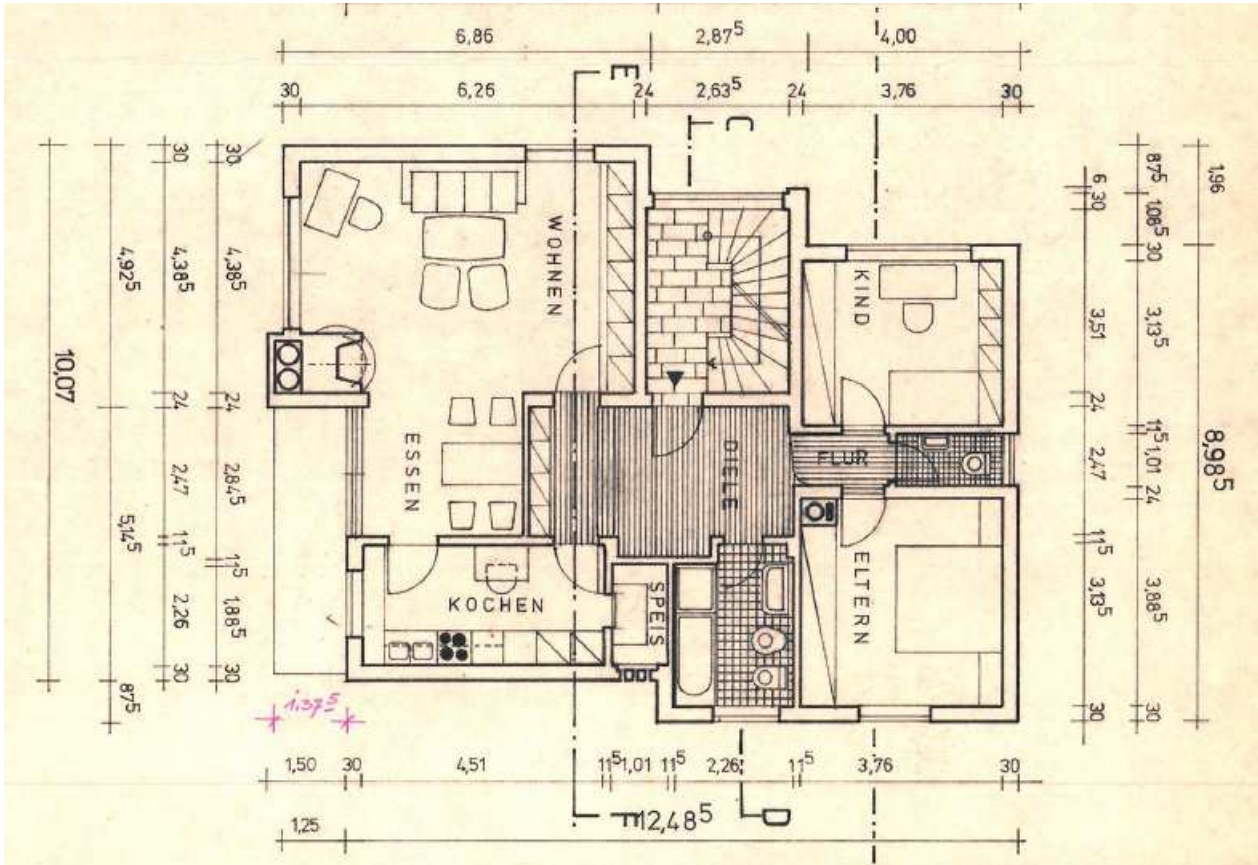 6,86 2,87⁵ 4,00
30 6,26 24 2,63⁵ 24 3,76 30
E
C
10,07
4,92⁵ 5,14⁵ 87⁵
30 4,38⁵ 24 2,47 11⁵ 2,26 30
30 4,38⁵ 24 2,84⁵ 11⁵ 1,88⁵ 30
WOHNEN
ESSEN
KOCHEN
SPEIS
DIELE
FLUR
KIND
ELTERN
6 30 3,51 24 2,47 11⁵ 3,13⁵ 30
87⁵ 1,06⁵ 30 3,13⁵ 11⁵ 1,01 24 3,88⁵ 30
1,96 8,98⁵
1.37⁵
1,50 30 4,51 11⁵ 1,01 11⁵ 2,26 11⁵ 3,76 30
1,25 12,48⁵
D